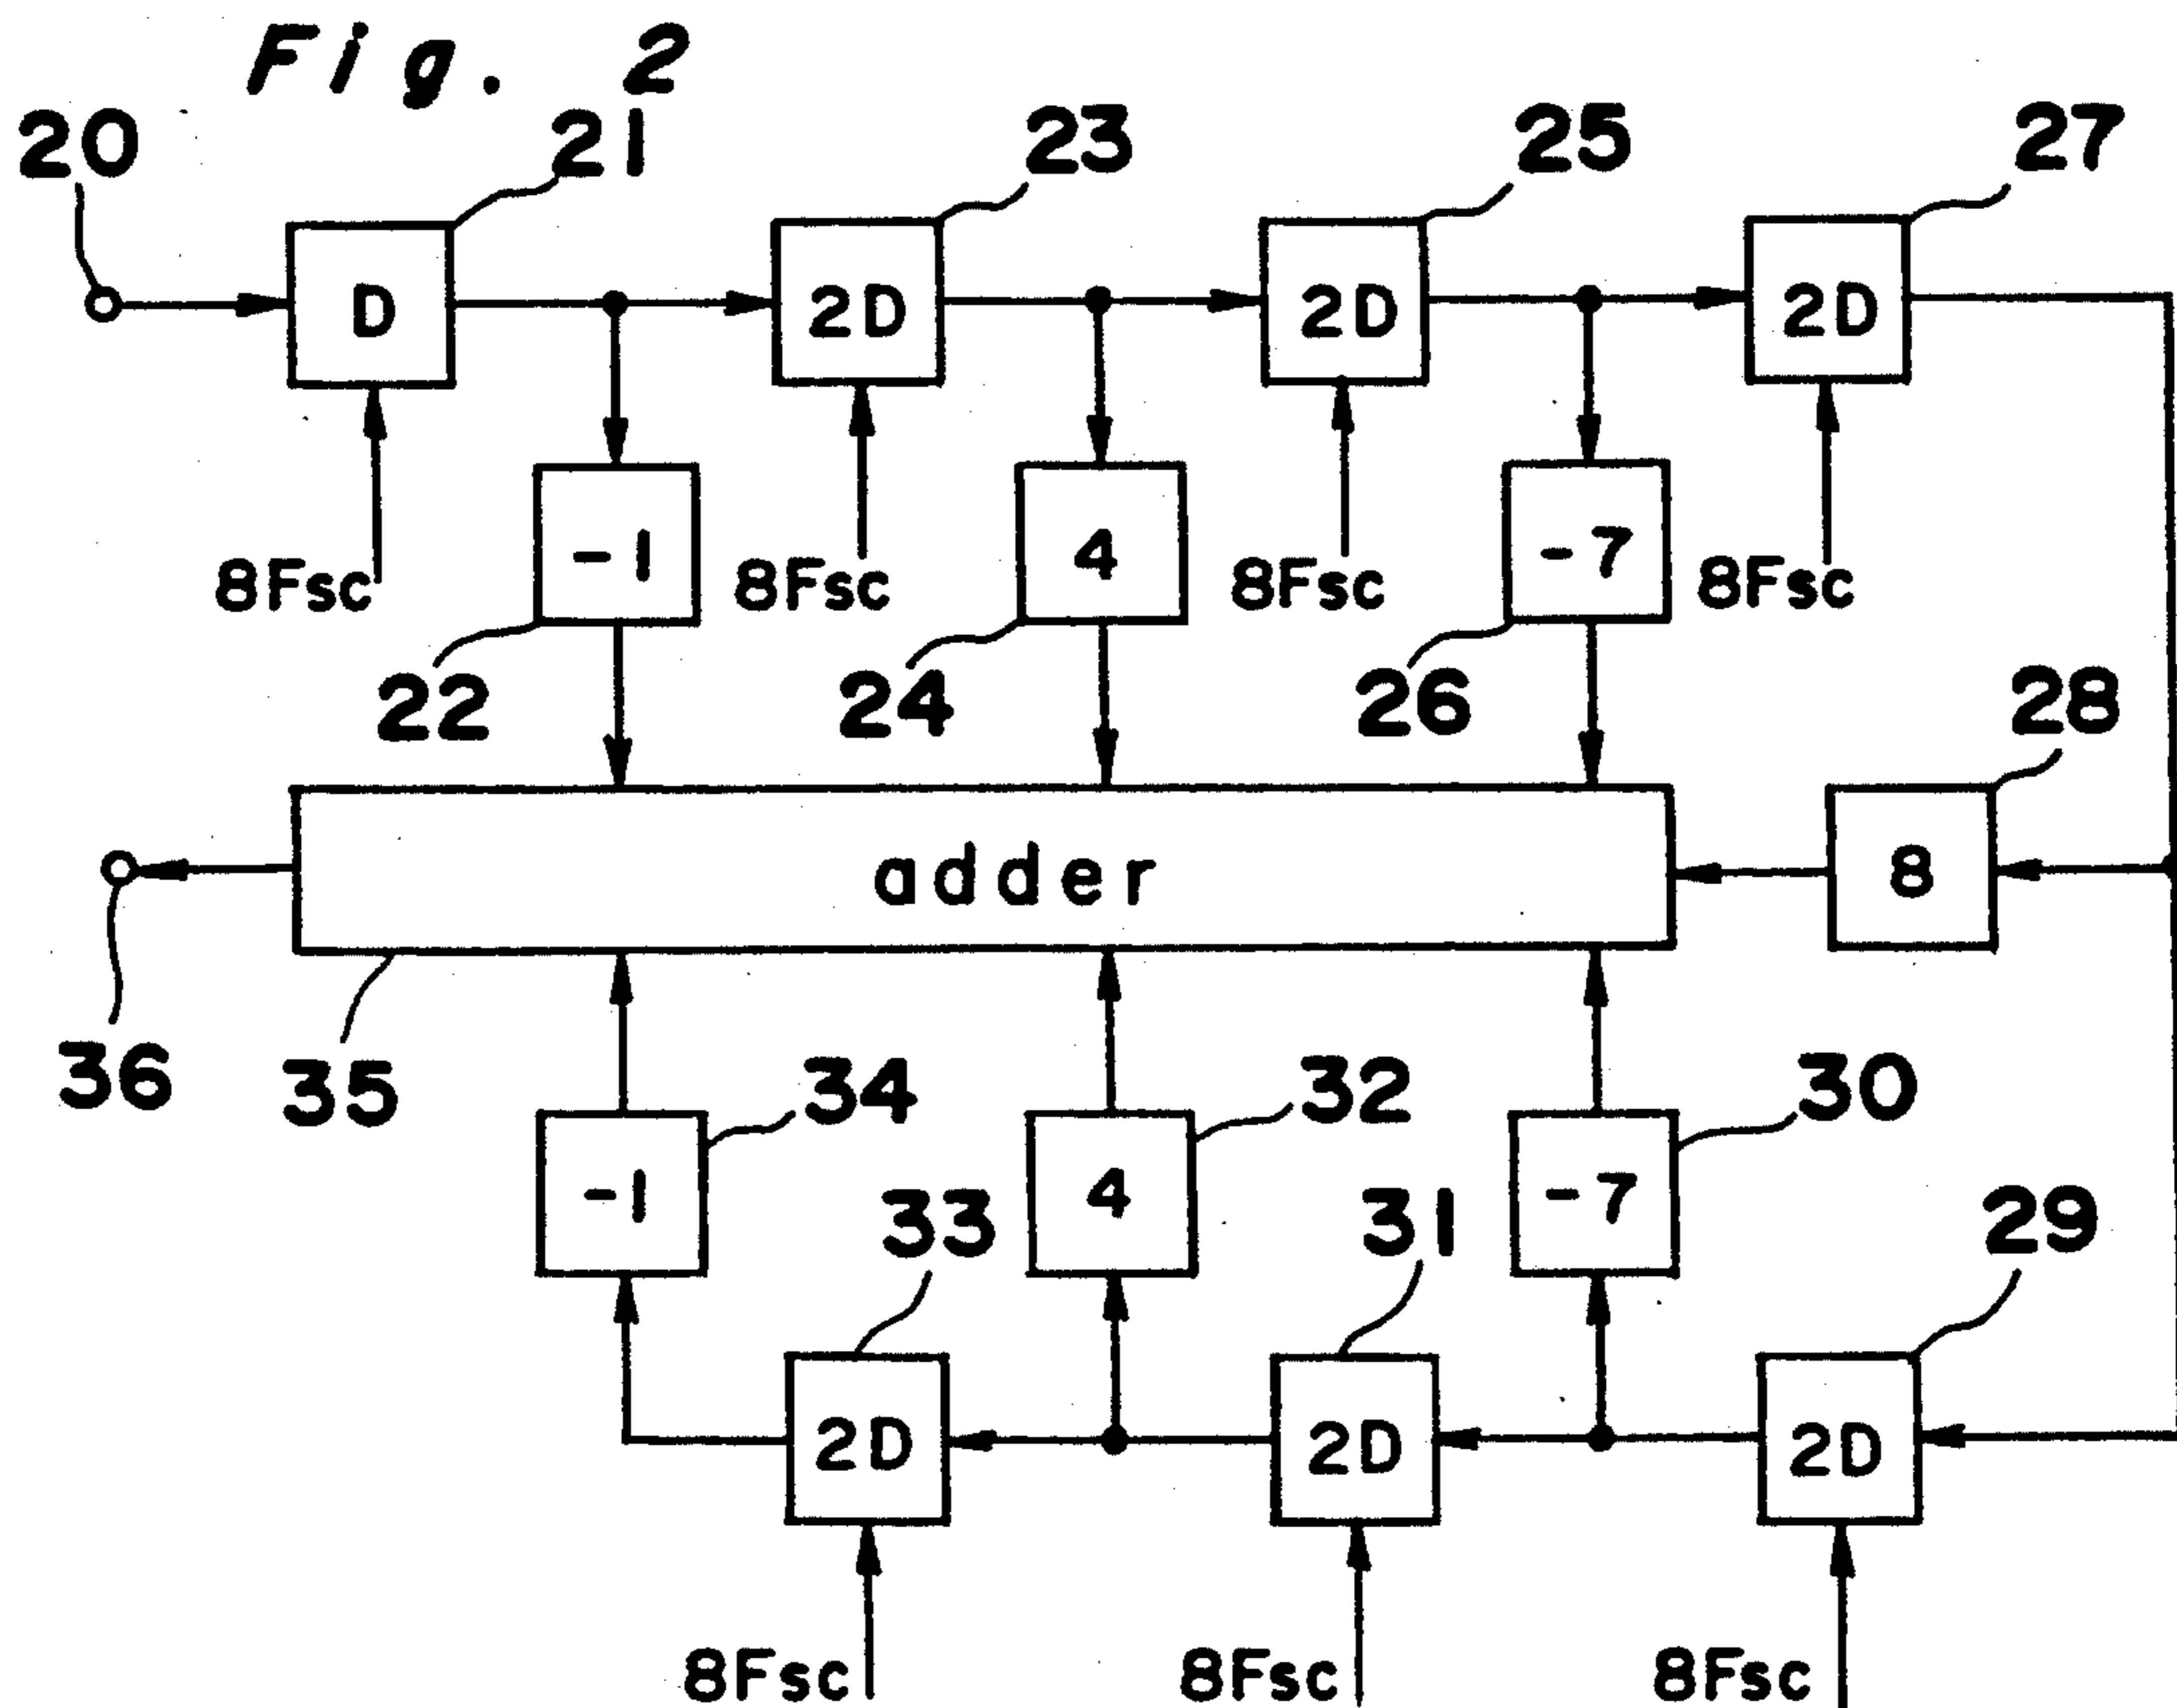 Fig. 2
20 21 23 25 27
D 2D 2D 2D
8Fsc -1 8Fsc 4 8Fsc -7 8Fsc
22 24 26 28
adder 8
36 35 34 32 30
-1 33 4 31 -7 29
2D 2D 2D
8Fsc 8Fsc 8Fsc